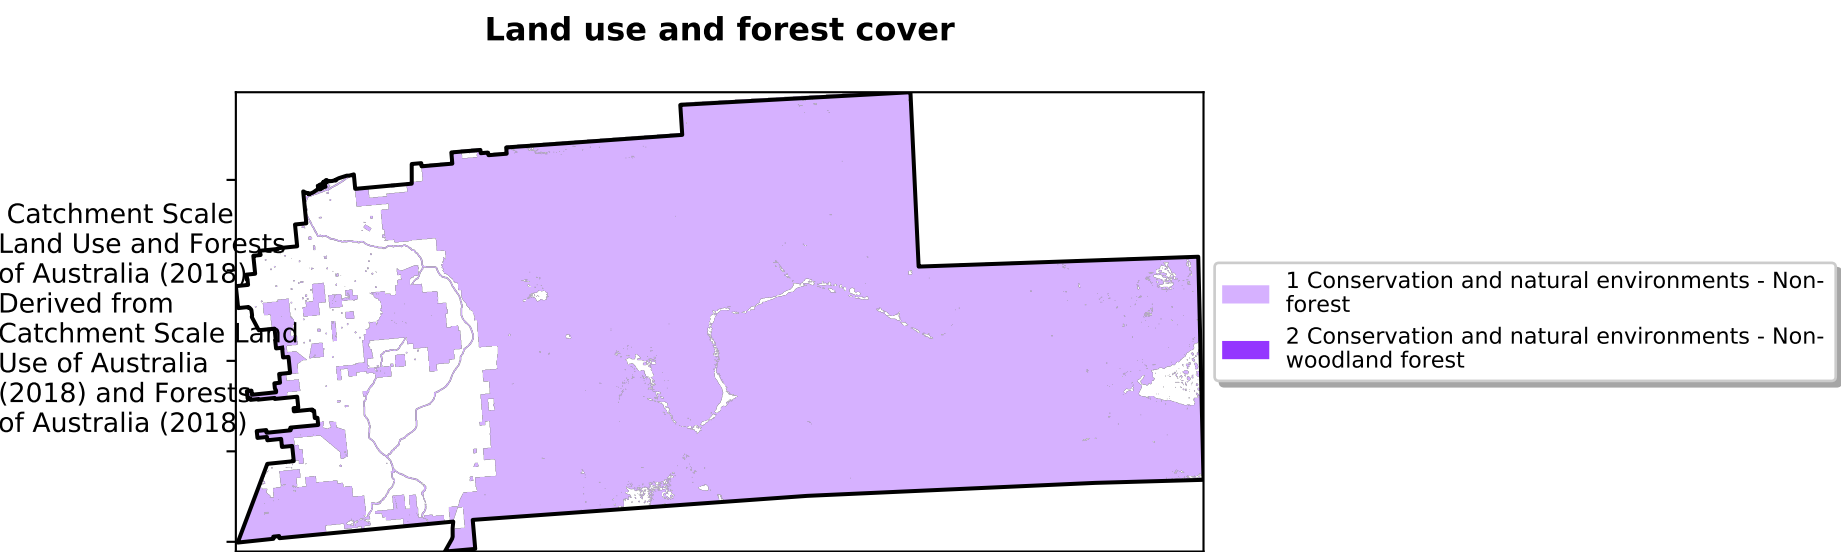 Land use and forest cover
Catchment Scale
Land Use and Forests
of Australia (2018)
Derived from
Catchment Scale Land
Use of Australia
(2018) and Forests
of Australia (2018)
1 Conservation and natural environments - Non-
forest
2 Conservation and natural environments - Non-
woodland forest